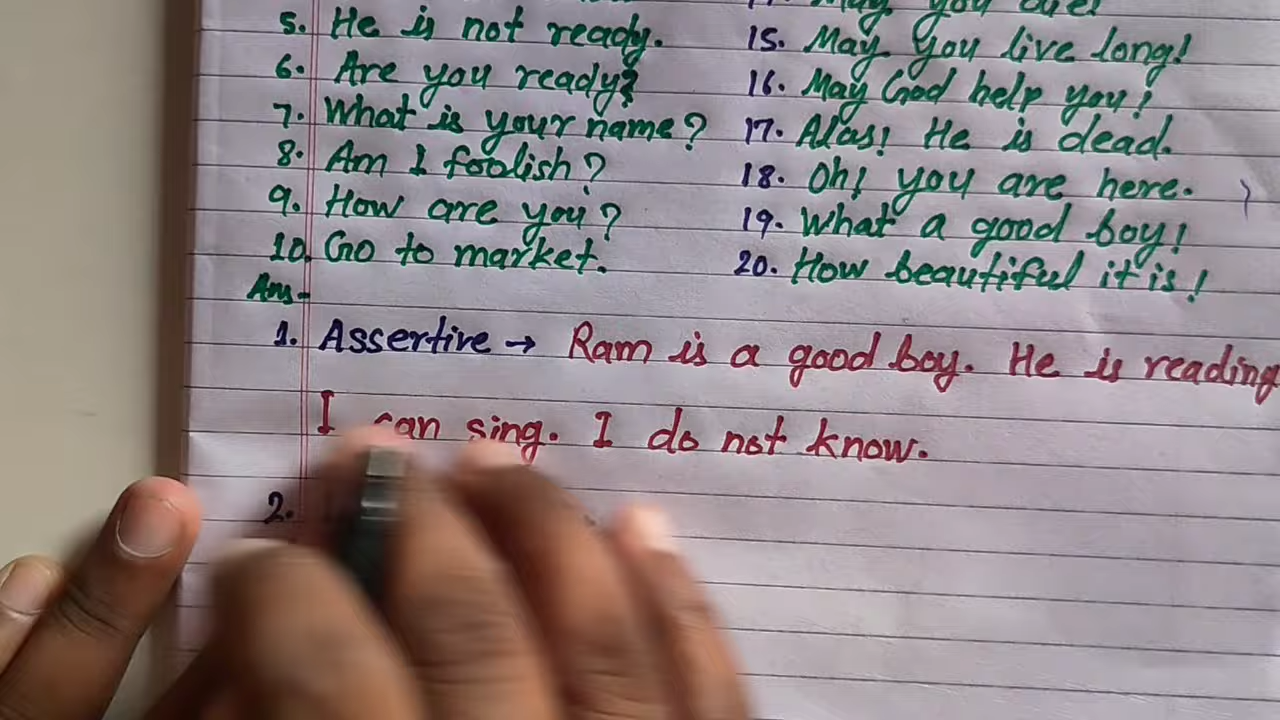 5. He is not ready.
6. Are you ready?
7. What is your name?
8. Am I foolish?
9. How are you?
10. Go to market.
May you
15. May you live long!
16. May God help you!
17. Alas! He is dead.
18. Oh! you are here.
19. What a good boy!
20. How beautiful it is!
Ans-
1. Assertive → Ram is a good boy. He is reading
I can sing. I do not know.
2.